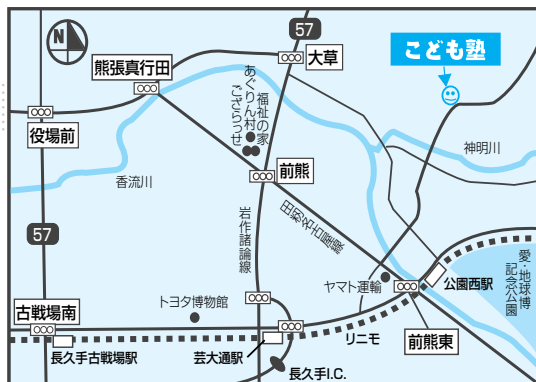 N
57
大草
こども塾
熊張真行田
あぐりん村
ござらっせ
福祉の家
役場前
神明川
香流川
前熊
57
岩作諸輪線
田籾名古屋線
愛・地球博
記念公園
ヤマト運輸
公園西駅
トヨタ博物館
古戦場南
リニモ
前熊東
長久手古戦場駅
芸大通駅
長久手I.C.